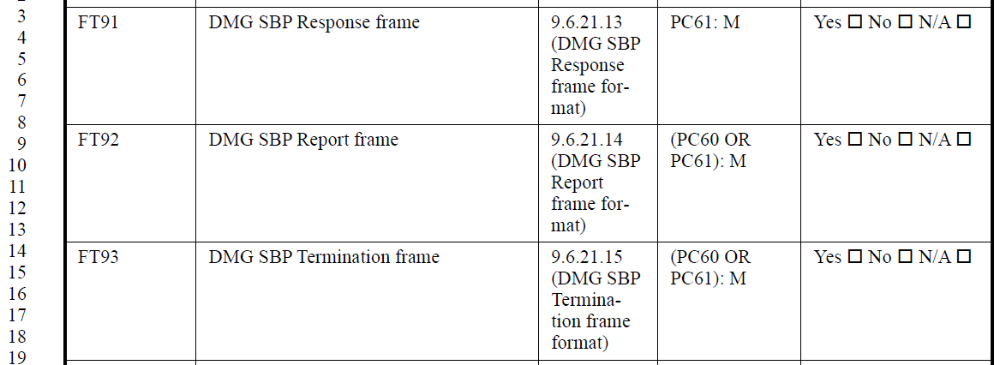 3 FT91 DMG SBP Response frame 9.6.21.13 PC61: M Yes ☐ No ☐ N/A ☐
4 (DMG SBP
5 Response
6 frame for-
7 mat)
8
9 FT92 DMG SBP Report frame 9.6.21.14 (PC60 OR Yes ☐ No ☐ N/A ☐
10 (DMG SBP PC61): M
11 Report
12 frame for-
13 mat)
14 FT93 DMG SBP Termination frame 9.6.21.15 (PC60 OR Yes ☐ No ☐ N/A ☐
15 (DMG SBP PC61): M
16 Termina-
17 tion frame
18 format)
19